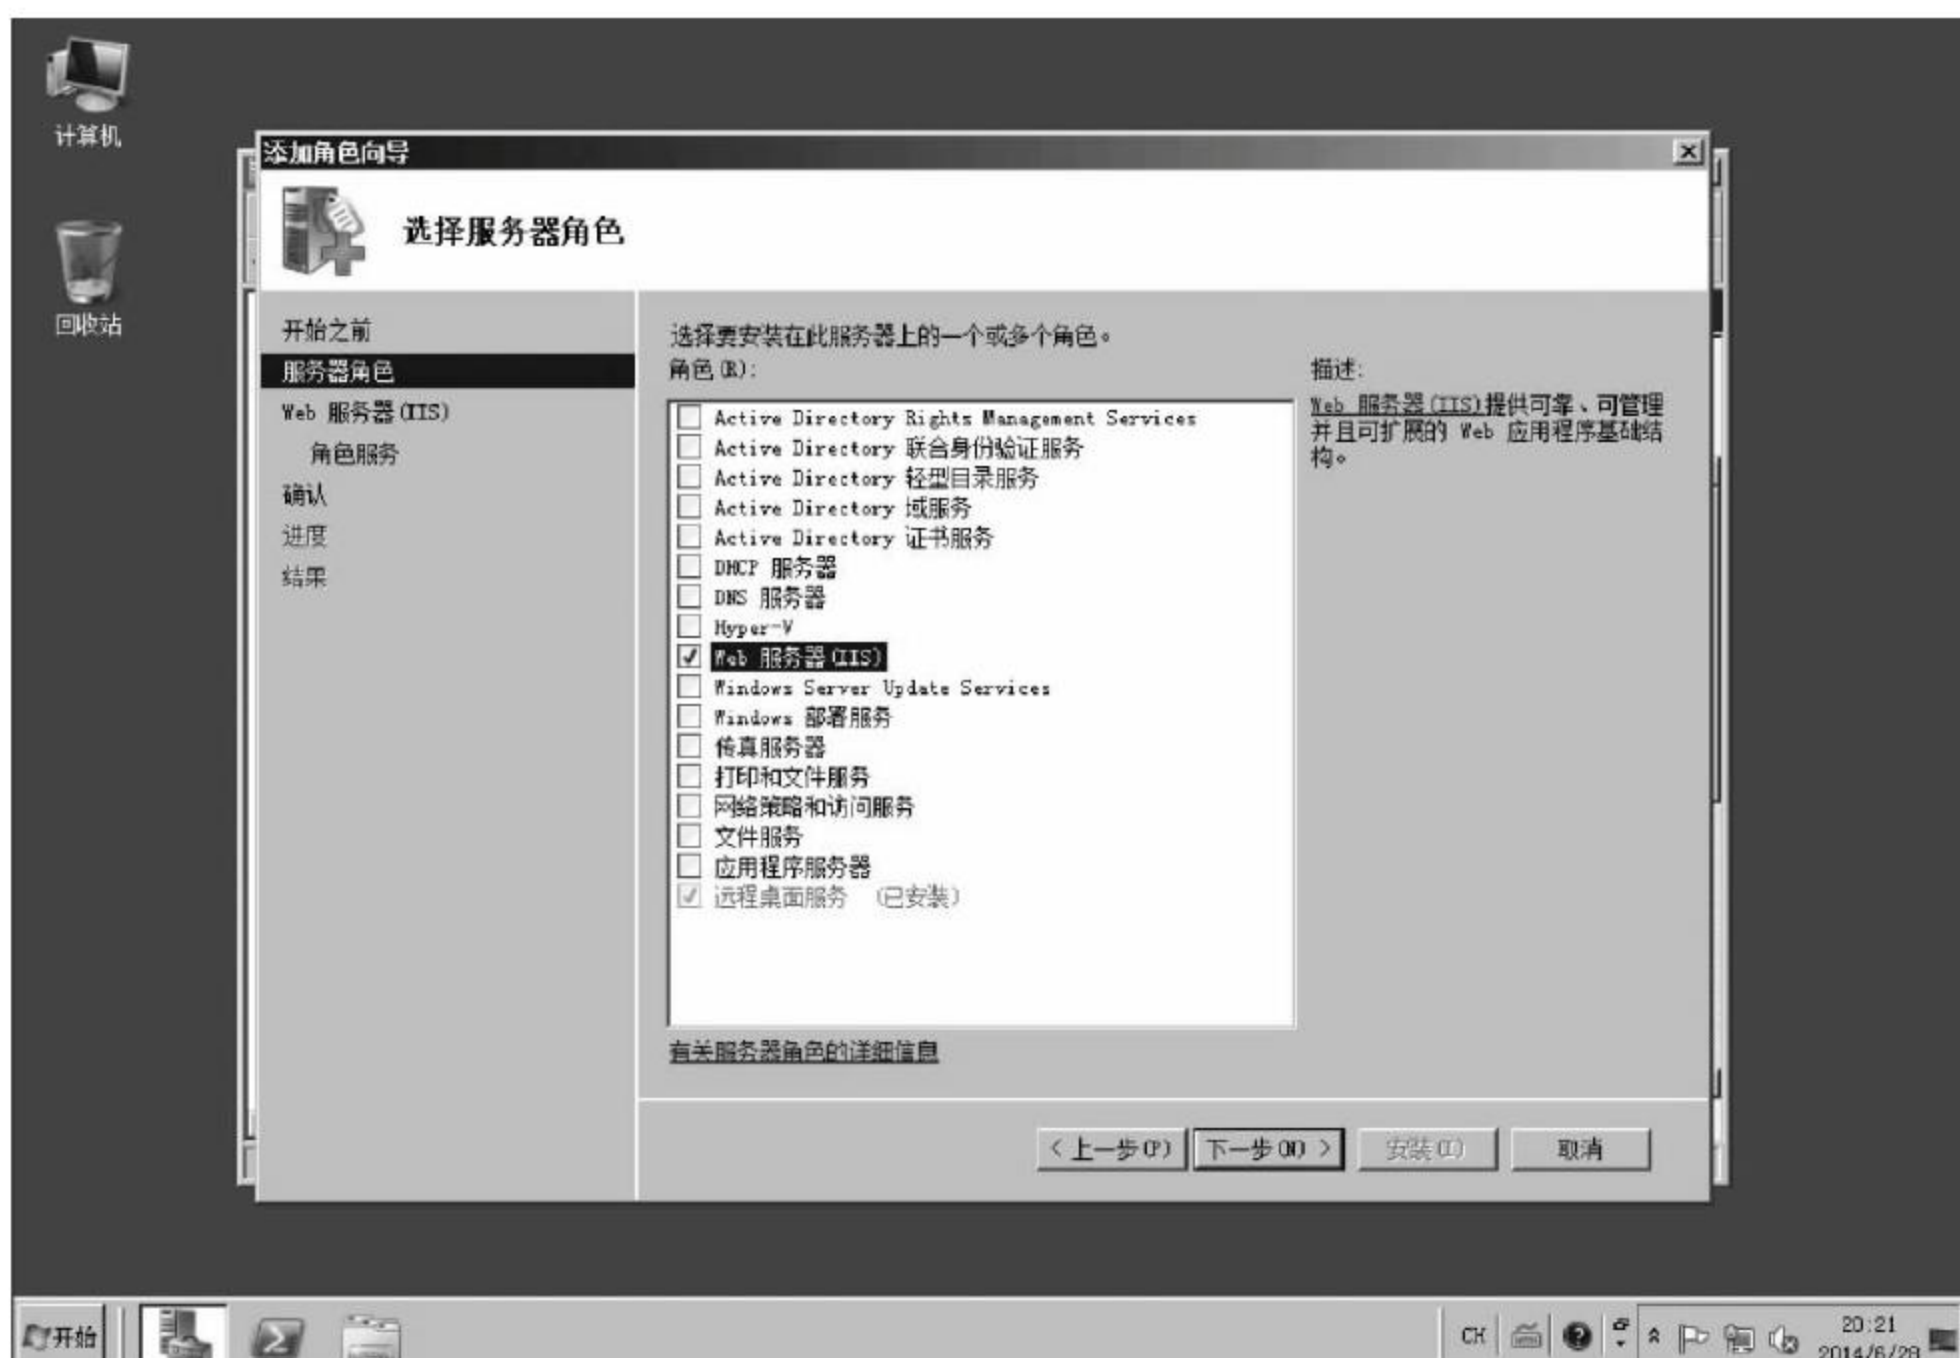 计算机
回收站
添加角色向导
选择服务器角色
开始之前
服务器角色
Web 服务器(IIS)
角色服务
确认
进度
结果
选择要安装在此服务器上的一个或多个角色。
角色(R):
Active Directory Rights Management Services
Active Directory 联合身份验证服务
Active Directory 轻型目录服务
Active Directory 域服务
Active Directory 证书服务
DHCP 服务器
DNS 服务器
Hyper-V
Web 服务器(IIS)
Windows Server Update Services
Windows 部署服务
传真服务器
打印和文件服务
网络策略和访问服务
文件服务
应用程序服务器
远程桌面服务 (已安装)
有关服务器角色的详细信息
描述:
Web 服务器(IIS)提供可靠、可管理
并且可扩展的 Web 应用程序基础结
构。
< 上一步(P)
下一步(N) >
安装(I)
取消
开始
CH
20:21
2014/6/28